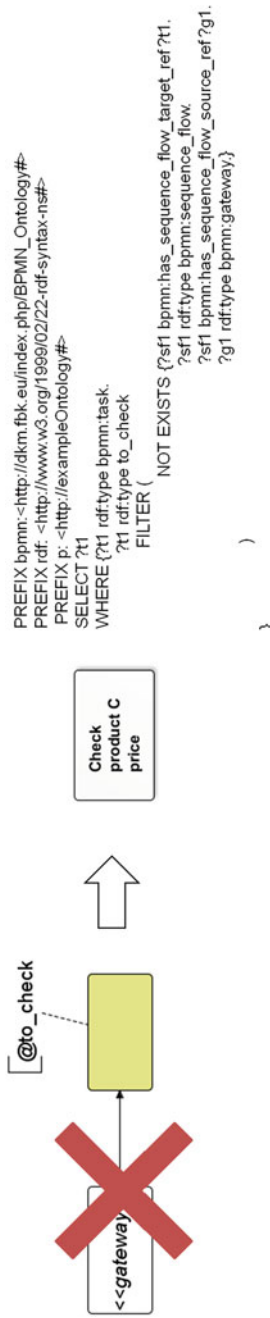 <<gateway
@to_check
Check
product C
price
PREFIX bpmn:<http://dkm.fbk.eu/index.php/BPMN_Ontology#>
PREFIX rdf: <http://www.w3.org/1999/02/22-rdf-syntax-ns#>
PREFIX p: <http://exampleOntology#>
SELECT ?t1
WHERE {?t1 rdf:type bpmn:task.
?t1 rdf:type to_check
FILTER (
NOT EXISTS {?sf1 bpmn:has_sequence_flow_target_ref ?t1.
?sf1 rdf:type bpmn:sequence_flow.
?sf1 bpmn:has_sequence_flow_source_ref ?g1.
?g1 rdf:type bpmn:gateway.}
)
}